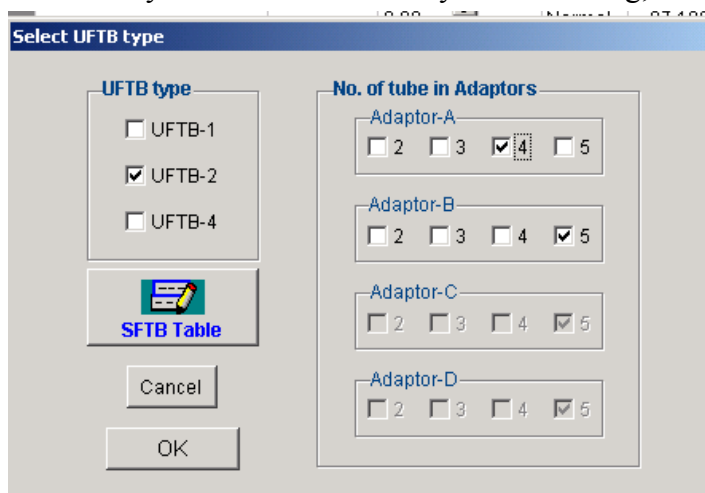 Select UFTB type
UFTB type
UFTB-1
UFTB-2
UFTB-4
SFTB Table
Cancel
OK
No. of tube in Adaptors
Adaptor-A
2 3 4 5
Adaptor-B
2 3 4 5
Adaptor-C
2 3 4 5
Adaptor-D
2 3 4 5